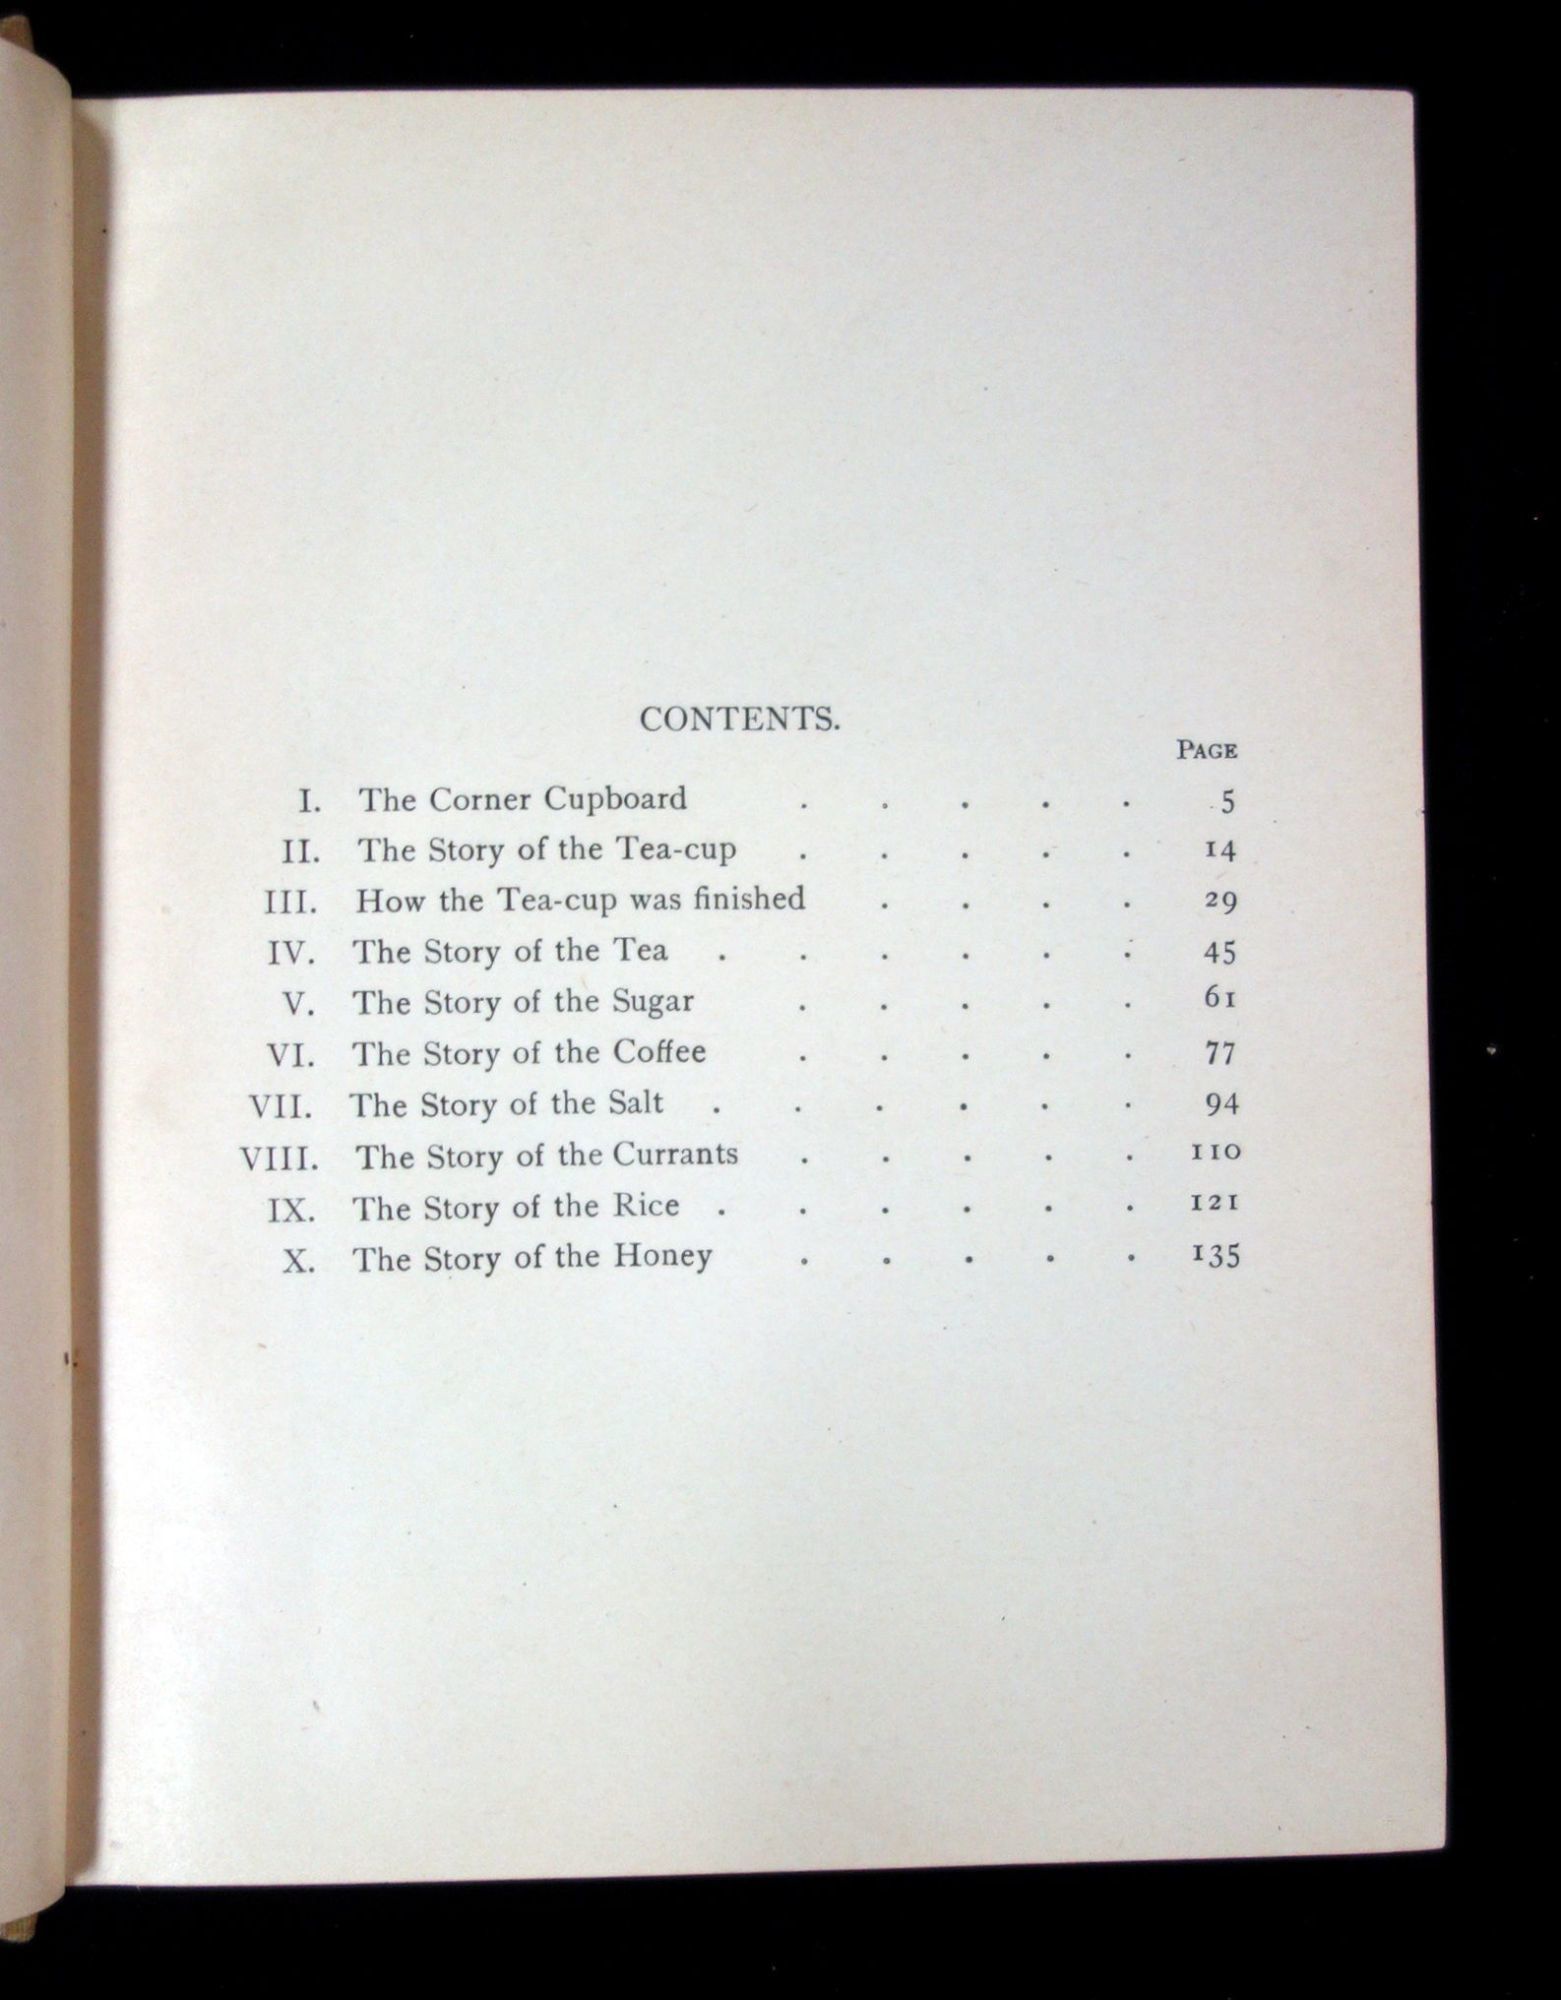 CONTENTS.
PAGE
I. The Corner Cupboard . . . . . 5
II. The Story of the Tea-cup . . . . . 14
III. How the Tea-cup was finished . . . . 29
IV. The Story of the Tea . . . . . . 45
V. The Story of the Sugar . . . . . 61
VI. The Story of the Coffee . . . . . 77
VII. The Story of the Salt . . . . . . 94
VIII. The Story of the Currants . . . . . 110
IX. The Story of the Rice . . . . . . 121
X. The Story of the Honey . . . . . 135